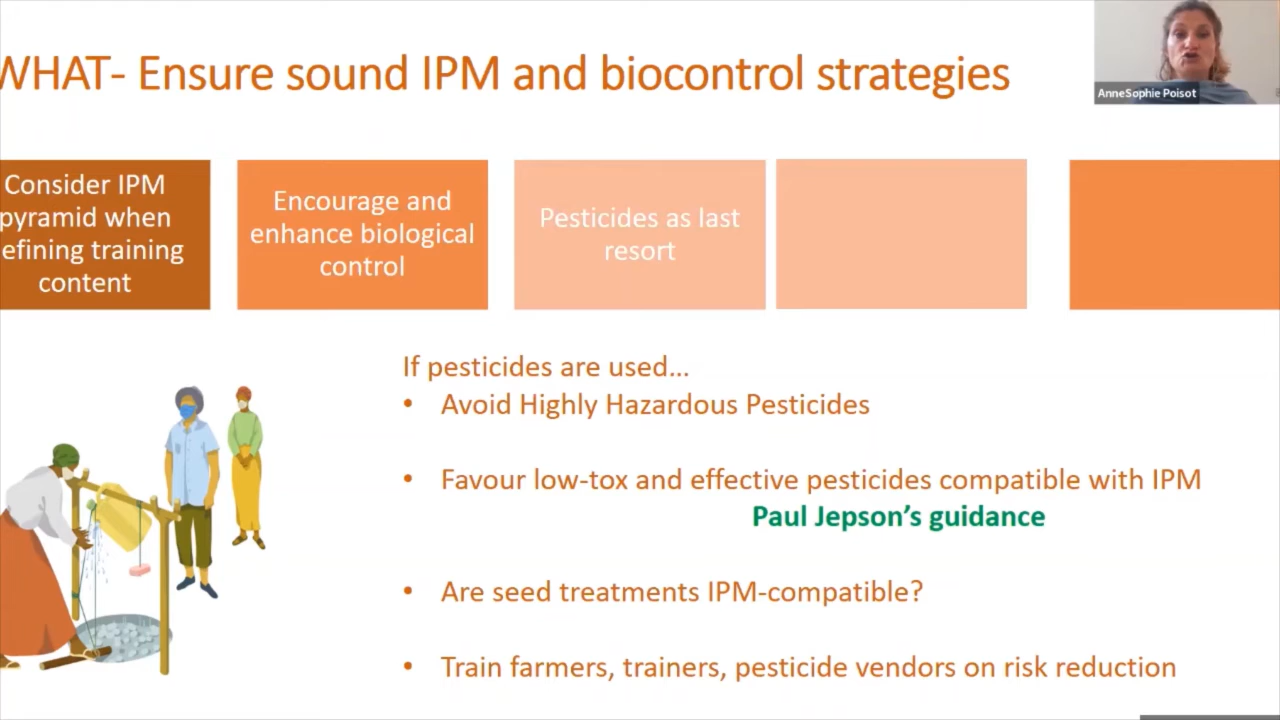 WHAT- Ensure sound IPM and biocontrol strategies
AnneSophie Poisot
Consider IPM
pyramid when
efining training
content
Encourage and
enhance biological
control
Pesticides as last
resort
If pesticides are used...
• Avoid Highly Hazardous Pesticides
• Favour low-tox and effective pesticides compatible with IPM
Paul Jepson's guidance
• Are seed treatments IPM-compatible?
• Train farmers, trainers, pesticide vendors on risk reduction